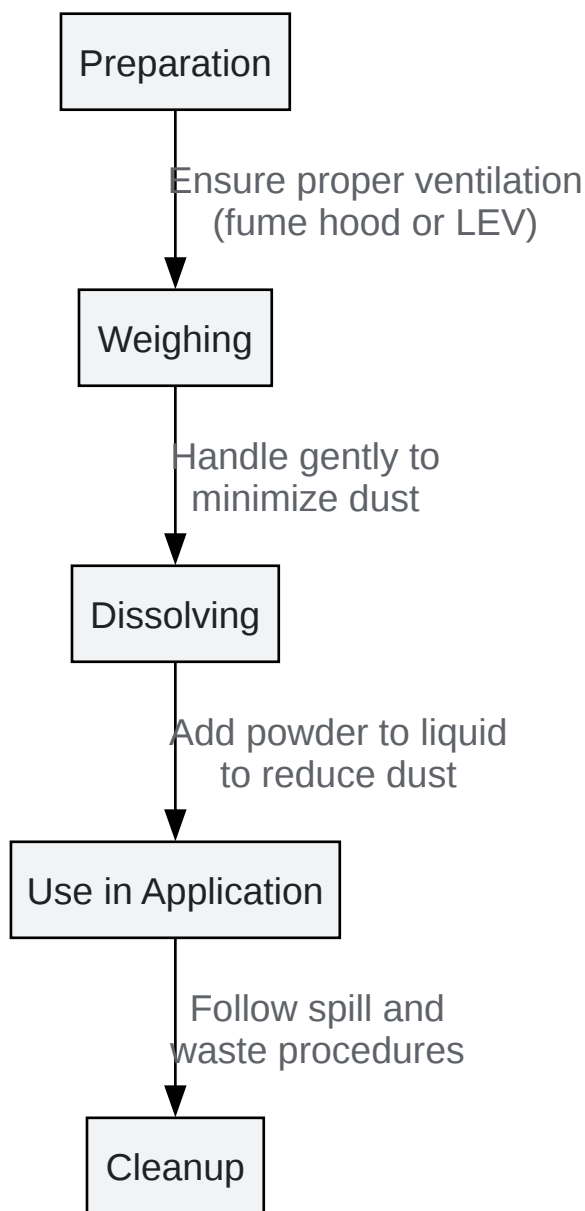 Preparation
Ensure proper ventilation
(fume hood or LEV)
Weighing
Handle gently to
minimize dust
Dissolving
Add powder to liquid
to reduce dust
Use in Application
Follow spill and
waste procedures
Cleanup